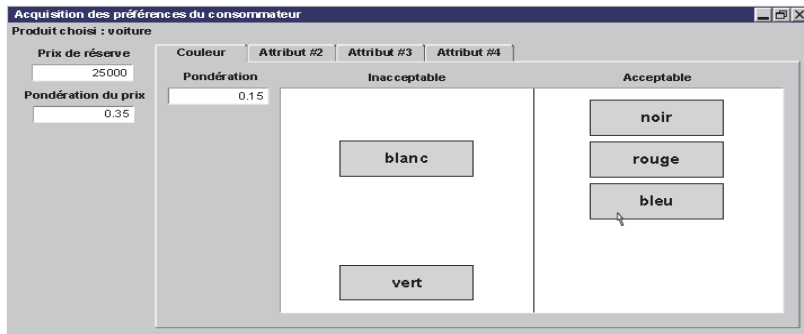 Acquisition des préférences du consommateur
Produit choisi : voiture
Prix de réserve
25000
Pondération du prix
0.35
Couleur Attribut #2 Attribut #3 Attribut #4
Pondération
0.15
Inacceptable
blanc
vert
Acceptable
noir
rouge
bleu